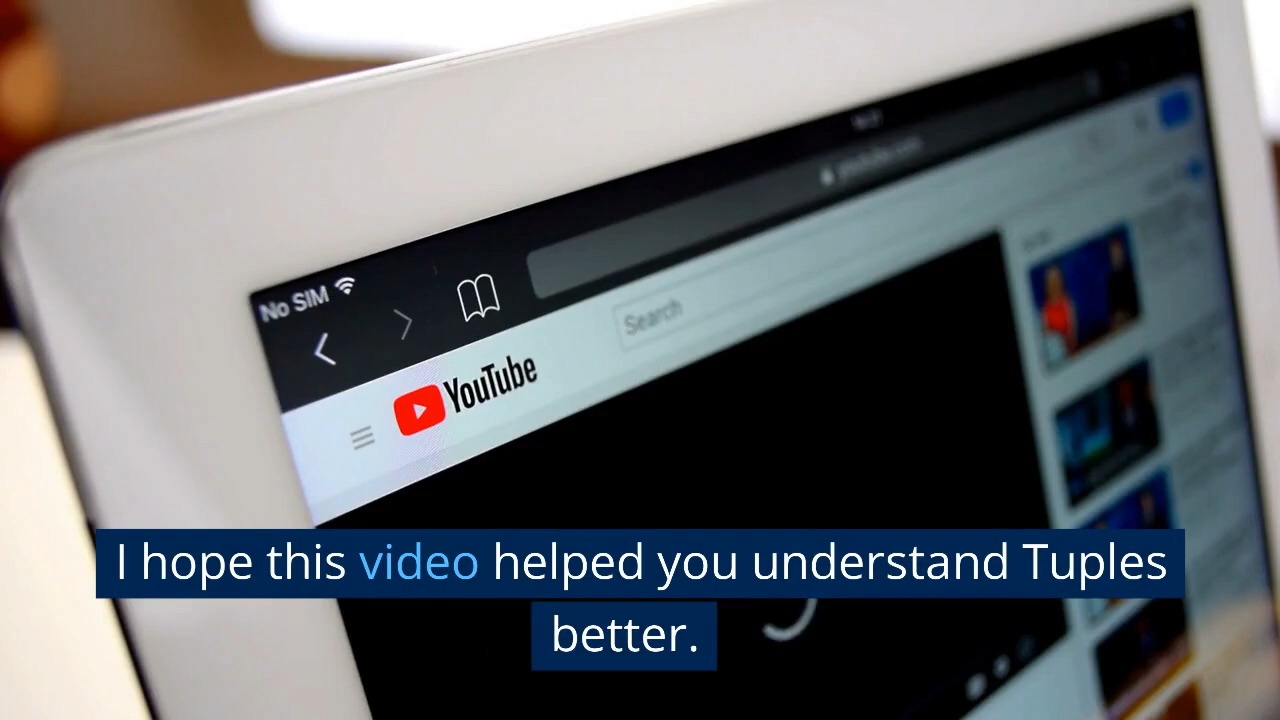 No SIM
Search
YouTube
I hope this video helped you understand Tuples
better.